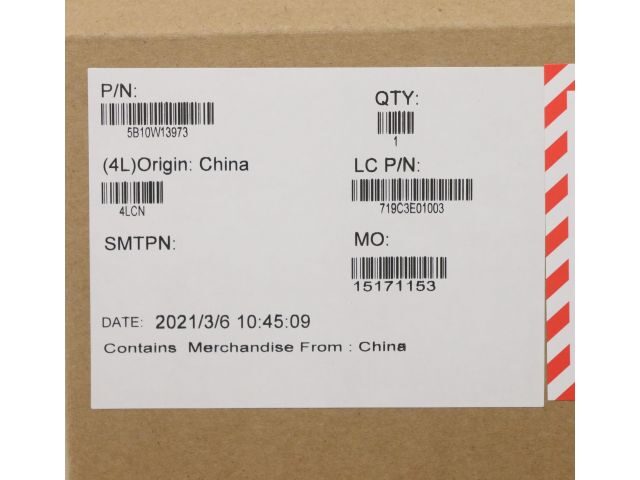 P/N:
5B10W13973
QTY:
1
(4L)Origin: China
4LCN
LC P/N:
719C3E01003
SMTPN:
MO:
15171153
DATE: 2021/3/6 10:45:09
Contains Merchandise From : China